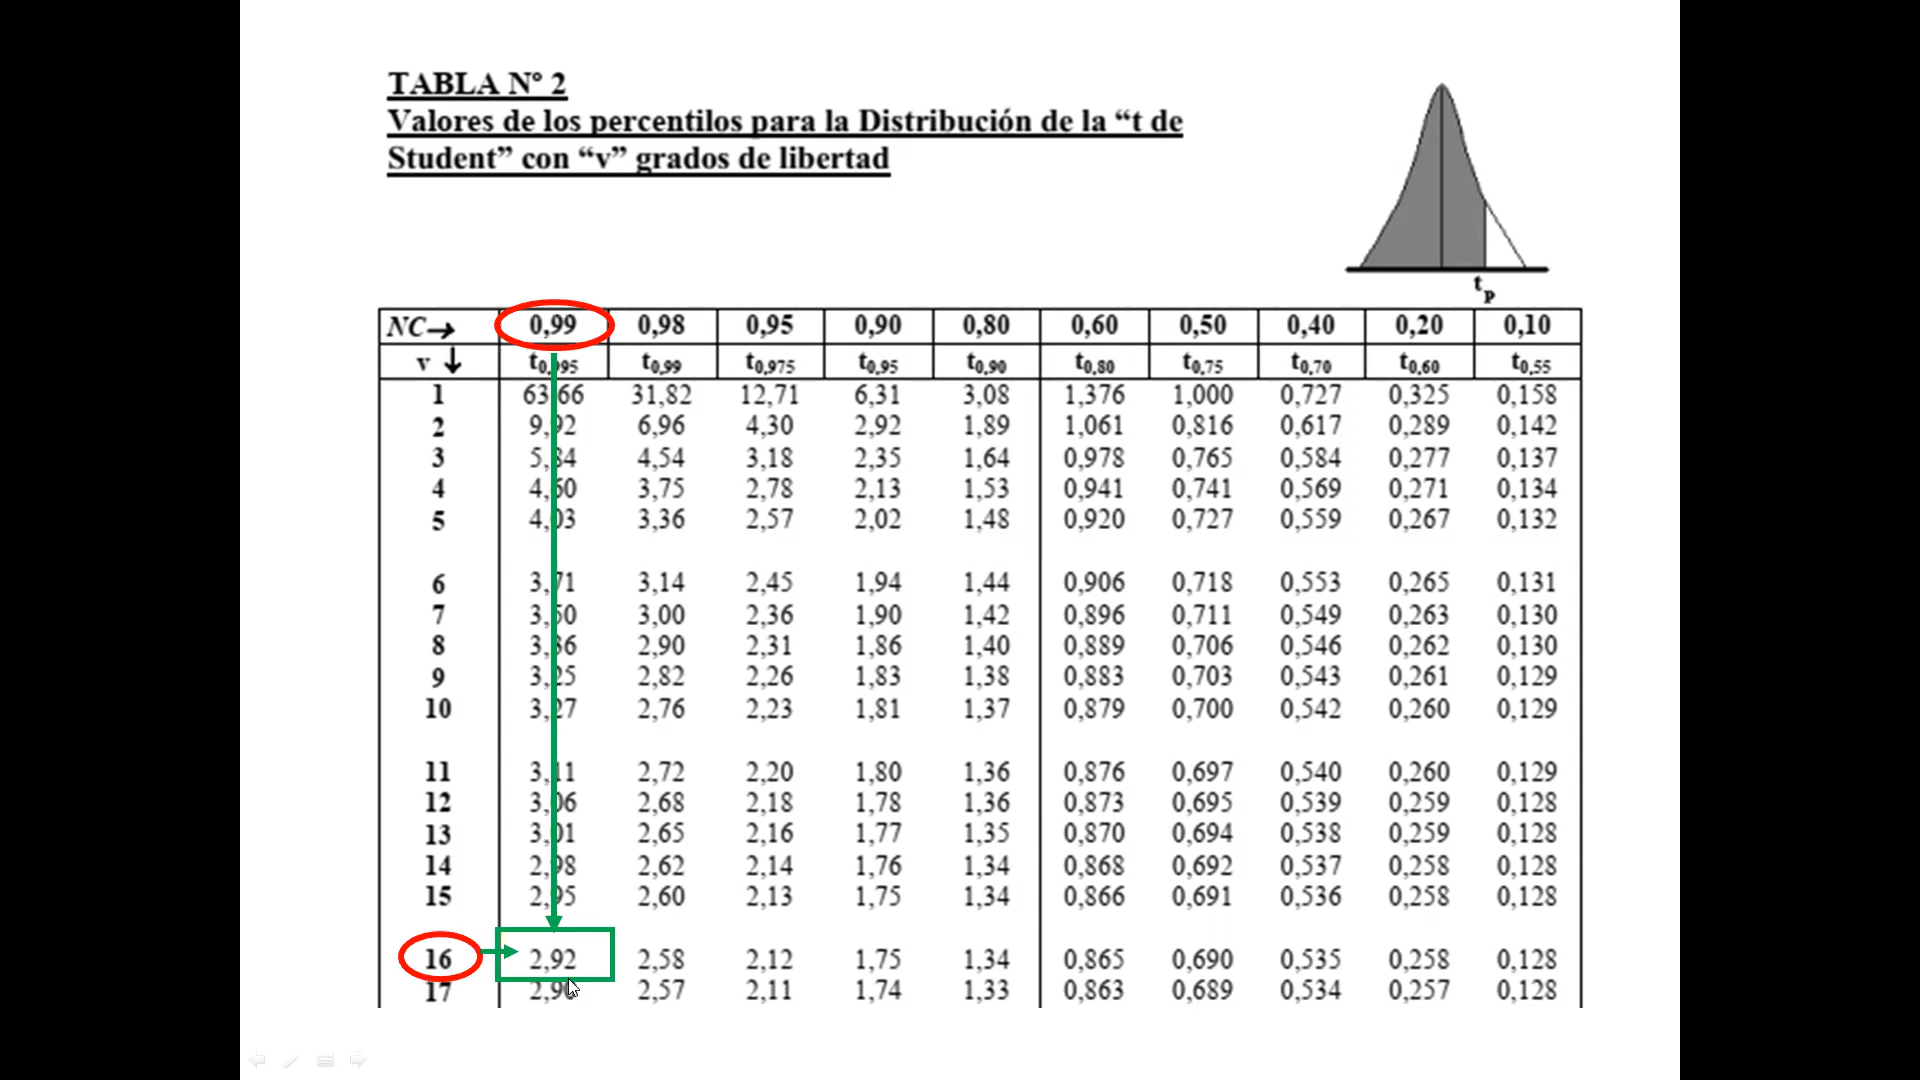 TABLA Nº 2
Valores de los percentilos para la Distribución de la “t de
Student” con “v” grados de libertad
t p
NC→ 0,99 0,98 0,95 0,90 0,80 0,60 0,50 0,40 0,20 0,10
v ↓ t0,995 t0,99 t0,975 t0,95 t0,90 t0,80 t0,75 t0,70 t0,60 t0,55
1 63,66 31,82 12,71 6,31 3,08 1,376 1,000 0,727 0,325 0,158
2 9,92 6,96 4,30 2,92 1,89 1,061 0,816 0,617 0,289 0,142
3 5,84 4,54 3,18 2,35 1,64 0,978 0,765 0,584 0,277 0,137
4 4,60 3,75 2,78 2,13 1,53 0,941 0,741 0,569 0,271 0,134
5 4,03 3,36 2,57 2,02 1,48 0,920 0,727 0,559 0,267 0,132
6 3,71 3,14 2,45 1,94 1,44 0,906 0,718 0,553 0,265 0,131
7 3,50 3,00 2,36 1,90 1,42 0,896 0,711 0,549 0,263 0,130
8 3,36 2,90 2,31 1,86 1,40 0,889 0,706 0,546 0,262 0,130
9 3,25 2,82 2,26 1,83 1,38 0,883 0,703 0,543 0,261 0,129
10 3,27 2,76 2,23 1,81 1,37 0,879 0,700 0,542 0,260 0,129
11 3,11 2,72 2,20 1,80 1,36 0,876 0,697 0,540 0,260 0,129
12 3,06 2,68 2,18 1,78 1,36 0,873 0,695 0,539 0,259 0,128
13 3,01 2,65 2,16 1,77 1,35 0,870 0,694 0,538 0,259 0,128
14 2,98 2,62 2,14 1,76 1,34 0,868 0,692 0,537 0,258 0,128
15 2,95 2,60 2,13 1,75 1,34 0,866 0,691 0,536 0,258 0,128
16 2,92 2,58 2,12 1,75 1,34 0,865 0,690 0,535 0,258 0,128
17 2,90 2,57 2,11 1,74 1,33 0,863 0,689 0,534 0,257 0,128